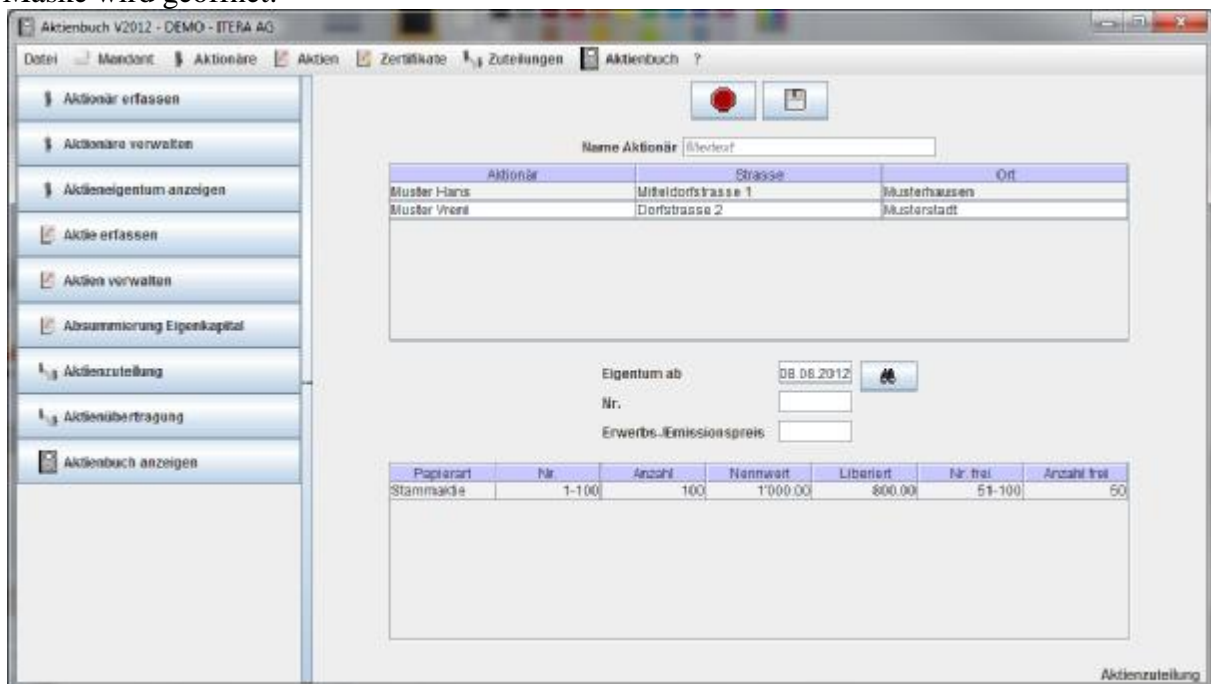 Maske wird geöffnet.
Aktienbuch V2012 - DEMO - ITERA AG
Datei Mandant Aktionäre Aktien Zertifikate Zuteilungen Aktienbuch ?
Aktionär erfassen
Aktionäre verwalten
Aktieneigentum anzeigen
Aktie erfassen
Aktien verwalten
Absummierung Eigenkapital
Aktienzuteilung
Aktienübertragung
Aktienbuch anzeigen
Name Aktionär
Aktionär Strasse Ort
Muster Hans Mitteldorfstrasse 1 Musterhausen
Muster Vreni Dorfstrasse 2 Musterstadt
Eigentum ab 08.08.2012
Nr.
Erwerbs-/Emissionspreis
Papierart Nr. Anzahl Nennwert Liberiert Nr. frei Anzahl frei
Stammaktie 1-100 100 1'000.00 800.00 51-100 50
Aktienzuteilung